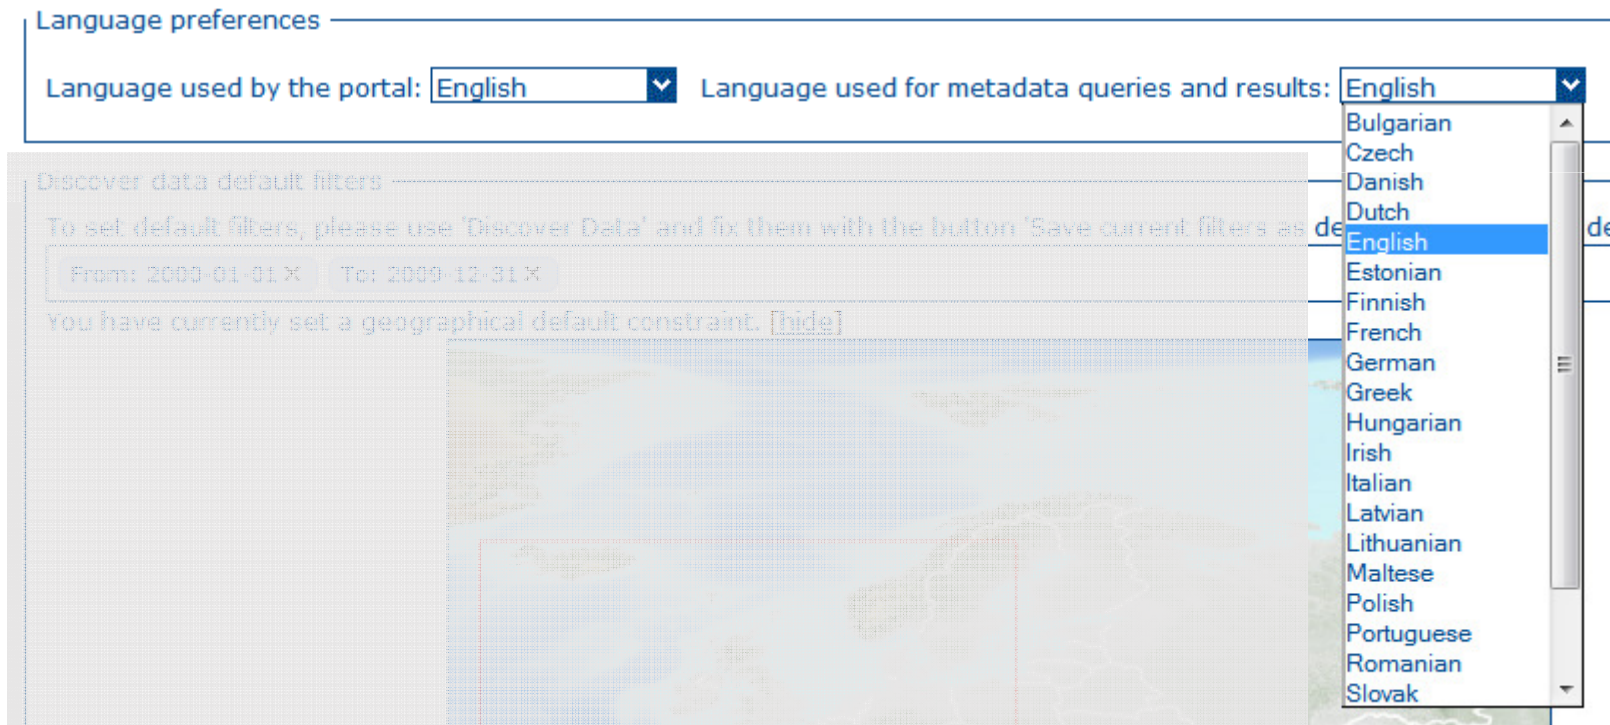 Language preferences
Language used by the portal: English Language used for metadata queries and results: English
Bulgarian
Czech
Danish
Dutch
English
Estonian
Finnish
French
German
Greek
Hungarian
Irish
Italian
Latvian
Lithuanian
Maltese
Polish
Portuguese
Romanian
Slovak
Discover data default filters
To set default filters, please use 'Discover Data' and fix them with the button 'Save current filters as de de
From: 2000-01-01 X To: 2009-12-31 X
You have currently set a geographical default constraint. [hide]